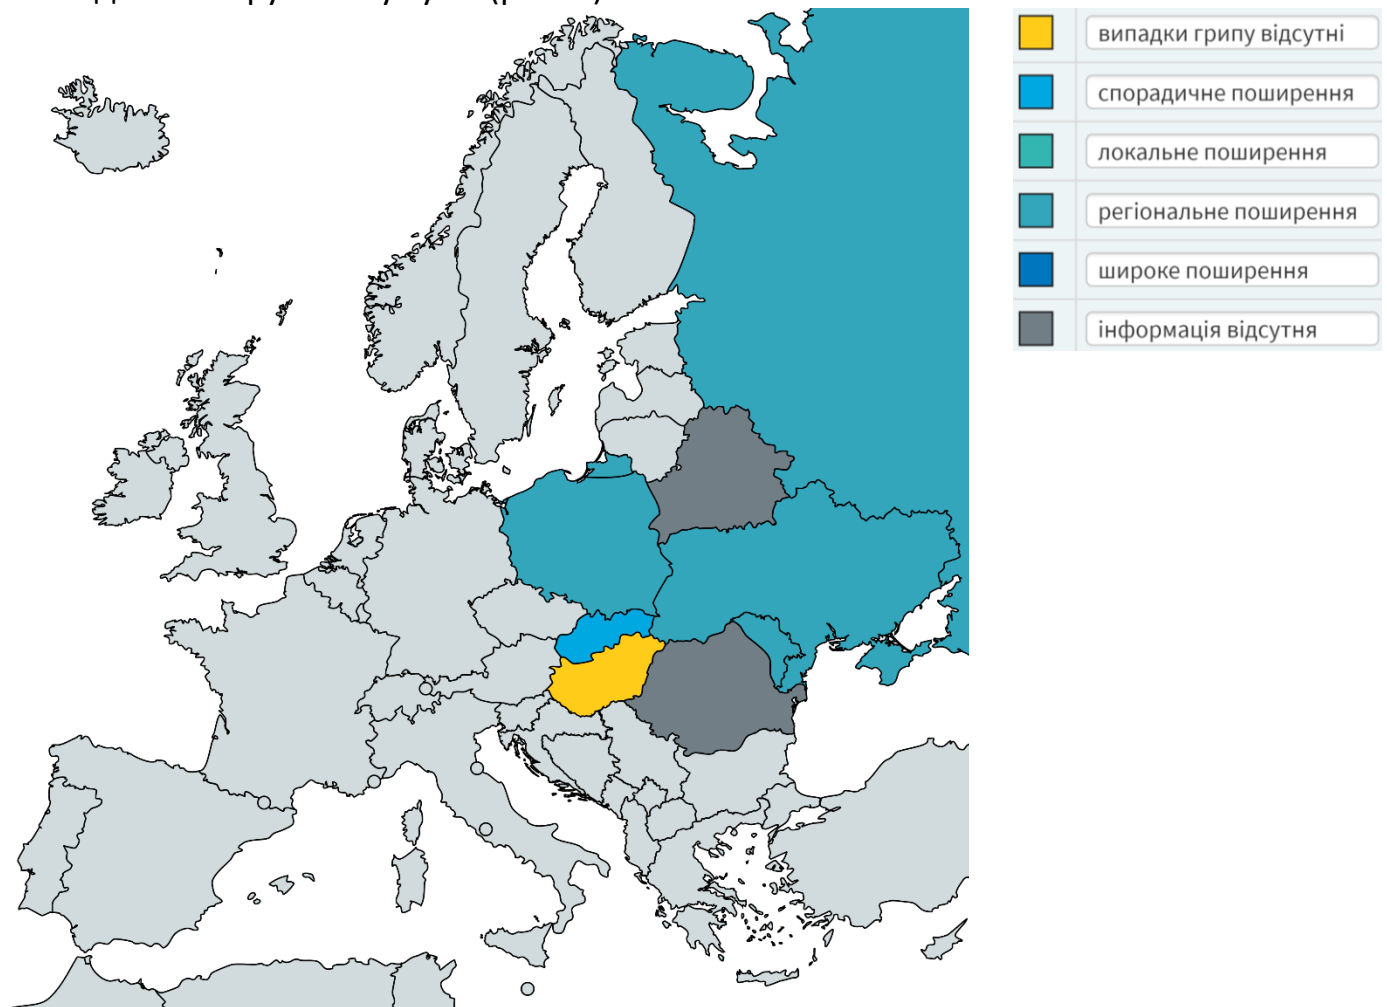 випадки грипу відсутні
спорадичне поширення
локальне поширення
регіональне поширення
широке поширення
інформація відсутня